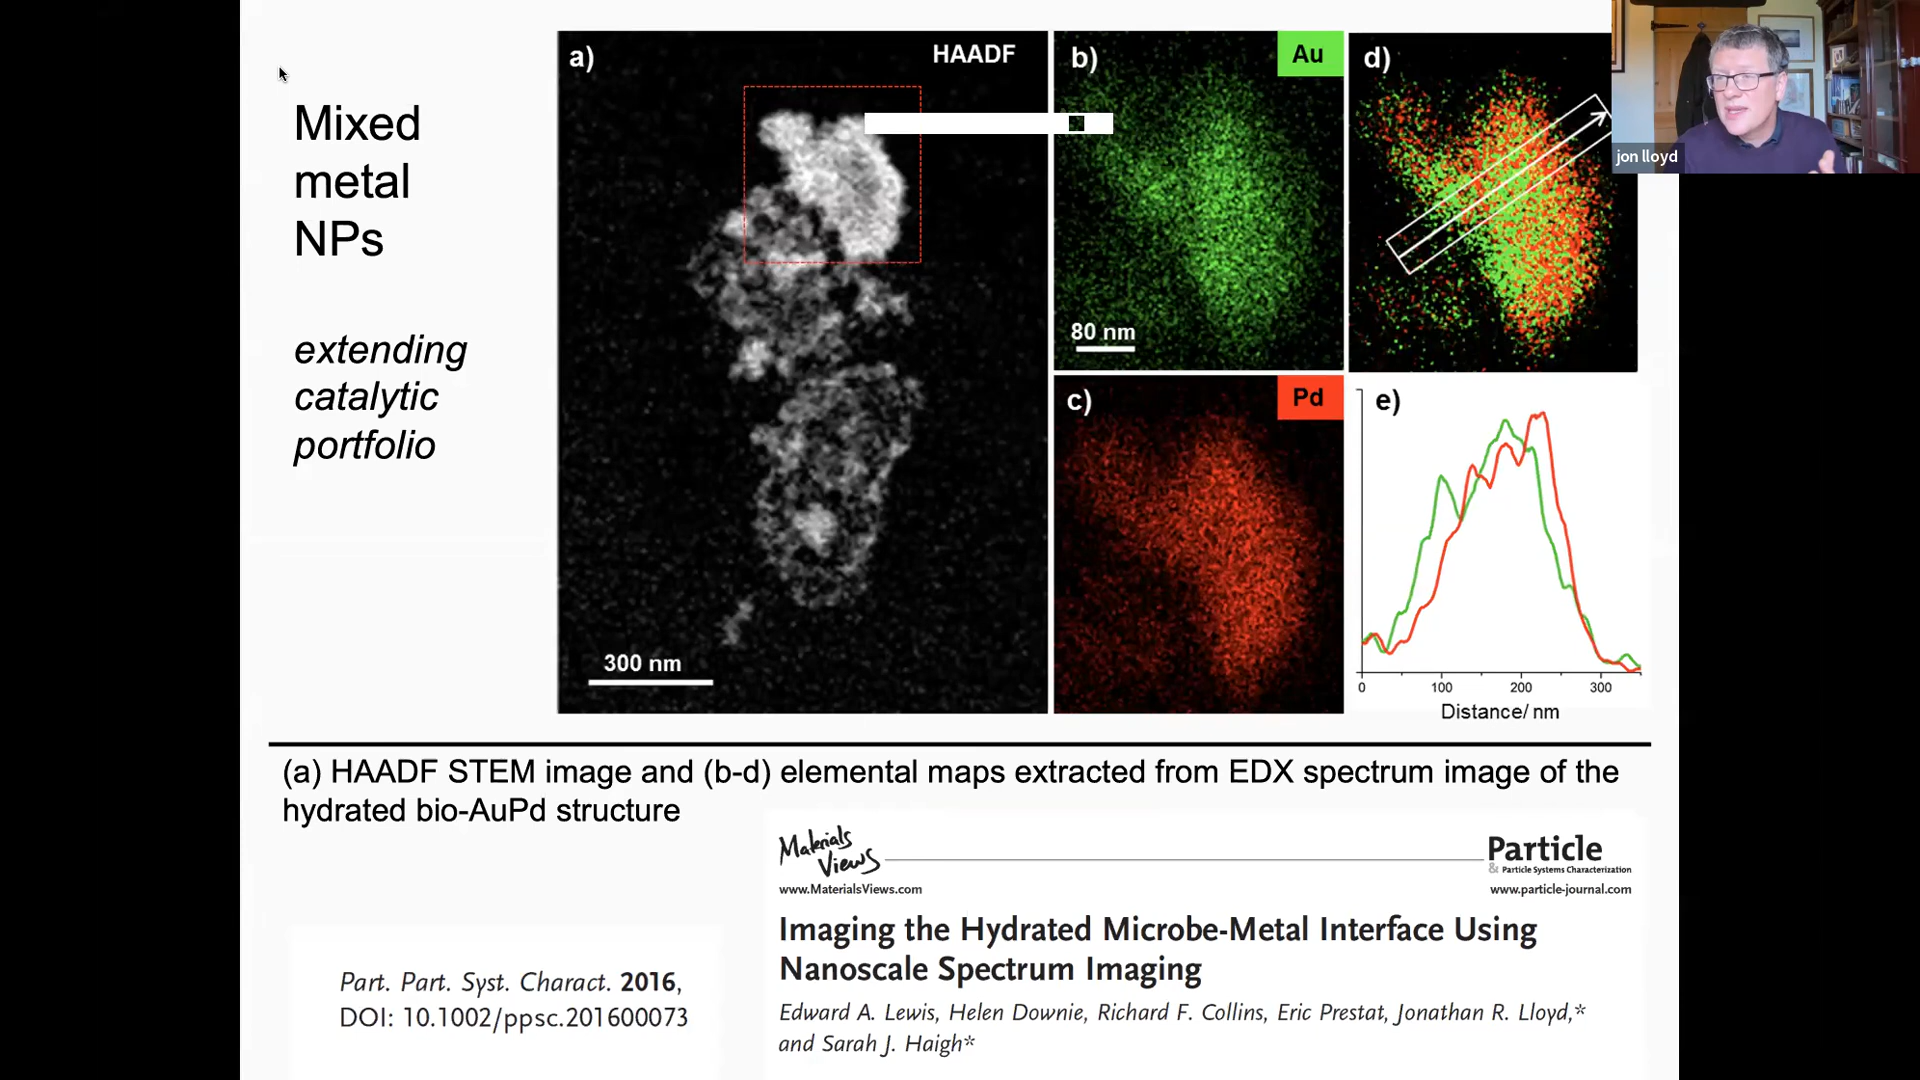 Mixed
metal
NPs
extending
catalytic
portfolio
a)
HAADF
300 nm
b)
Au
80 nm
c)
Pd
d)
e)
0 100 200 300
Distance/ nm
jon lloyd
(a) HAADF STEM image and (b-d) elemental maps extracted from EDX spectrum image of the
hydrated bio-AuPd structure
Materials
Views
www.MaterialsViews.com
Particle
& Particle Systems Characterization
www.particle-journal.com
Imaging the Hydrated Microbe-Metal Interface Using
Nanoscale Spectrum Imaging
Edward A. Lewis, Helen Downie, Richard F. Collins, Eric Prestat, Jonathan R. Lloyd,*
and Sarah J. Haigh*
Part. Part. Syst. Charact. 2016,
DOI: 10.1002/ppsc.201600073